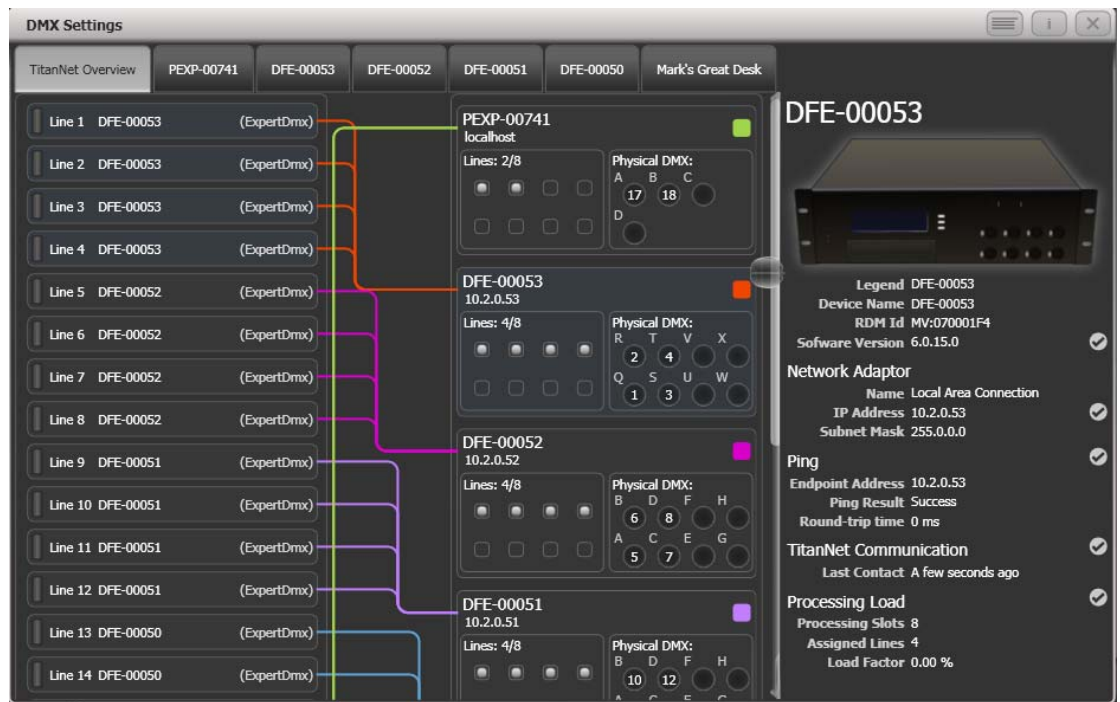 DMX Settings
i
X
TitanNet Overview
PEXP-00741
DFE-00053
DFE-00052
DFE-00051
DFE-00050
Mark's Great Desk
Line 1 DFE-00053 (ExpertDmx)
Line 2 DFE-00053 (ExpertDmx)
Line 3 DFE-00053 (ExpertDmx)
Line 4 DFE-00053 (ExpertDmx)
Line 5 DFE-00052 (ExpertDmx)
Line 6 DFE-00052 (ExpertDmx)
Line 7 DFE-00052 (ExpertDmx)
Line 8 DFE-00052 (ExpertDmx)
Line 9 DFE-00051 (ExpertDmx)
Line 10 DFE-00051 (ExpertDmx)
Line 11 DFE-00051 (ExpertDmx)
Line 12 DFE-00051 (ExpertDmx)
Line 13 DFE-00050 (ExpertDmx)
Line 14 DFE-00050 (ExpertDmx)
PEXP-00741
localhost
Lines: 2/8
Physical DMX:
A B C
17 18
D
DFE-00053
10.2.0.53
Lines: 4/8
Physical DMX:
R T V X
2 4
Q S U W
1 3
DFE-00052
10.2.0.52
Lines: 4/8
Physical DMX:
B D F H
6 8
A C E G
5 7
DFE-00051
10.2.0.51
Lines: 4/8
Physical DMX:
B D F H
10 12
A C E G
DFE-00053
Legend DFE-00053
Device Name DFE-00053
RDM Id MV:070001F4
Sofware Version 6.0.15.0
Network Adaptor
Name Local Area Connection
IP Address 10.2.0.53
Subnet Mask 255.0.0.0
Ping
Endpoint Address 10.2.0.53
Ping Result Success
Round-trip time 0 ms
TitanNet Communication
Last Contact A few seconds ago
Processing Load
Processing Slots 8
Assigned Lines 4
Load Factor 0.00 %